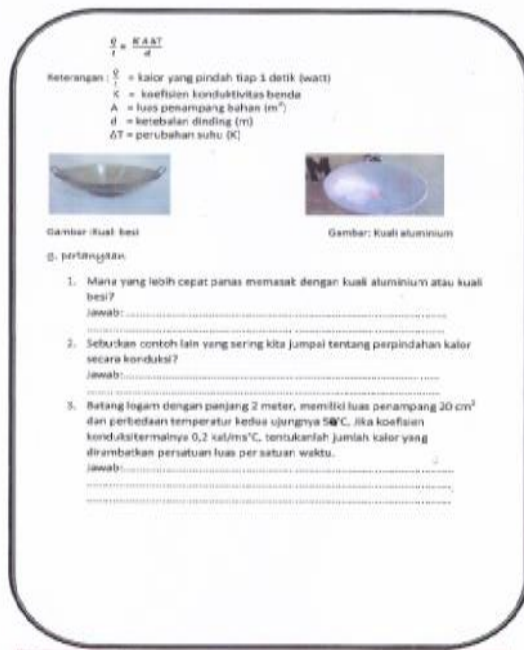 Q/t = K A ΔT / d
Keterangan : Q/t = kalor yang pindah tiap 1 detik (watt)
K = koefisien konduktivitas benda
A = luas penampang bahan (m²)
d = ketebalan dinding (m)
ΔT = perubahan suhu (K)
Gambar :Kuali besi
Gambar: Kuali aluminium
g. pertanyaan
1. Mana yang lebih cepat panas memasak dengan kuali aluminium atau kuali
besi?
Jawab:
2. Sebutkan contoh lain yang sering kita jumpai tentang perpindahan kalor
secara konduksi?
Jawab:
3. Batang logam dengan panjang 2 meter, memiliki luas penampang 20 cm²
dan perbedaan temperatur kedua ujungnya 50°C. Jika koefisien
konduksitermalnya 0,2 kal/ms°C, tentukanlah jumlah kalor yang
dirambatkan persatuan luas per satuan waktu.
Jawab: